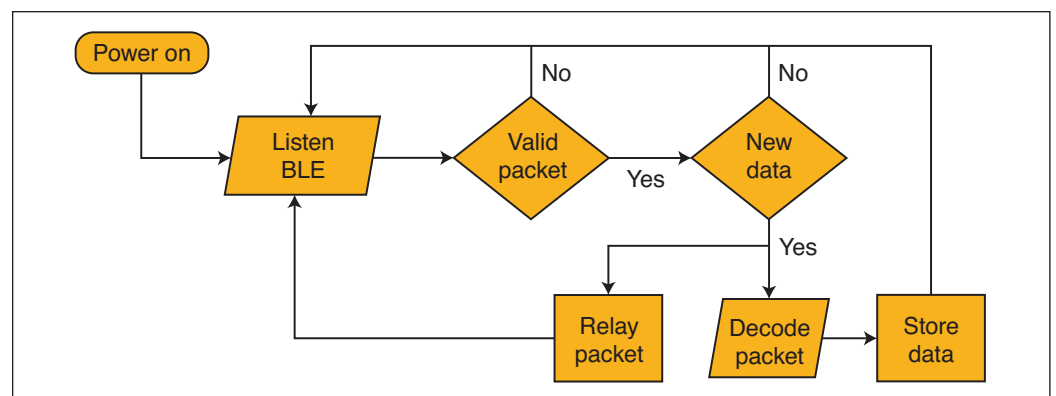 Power on
No
No
Listen
BLE
Valid
packet
New
data
Yes
Yes
Relay
packet
Decode
packet
Store
data